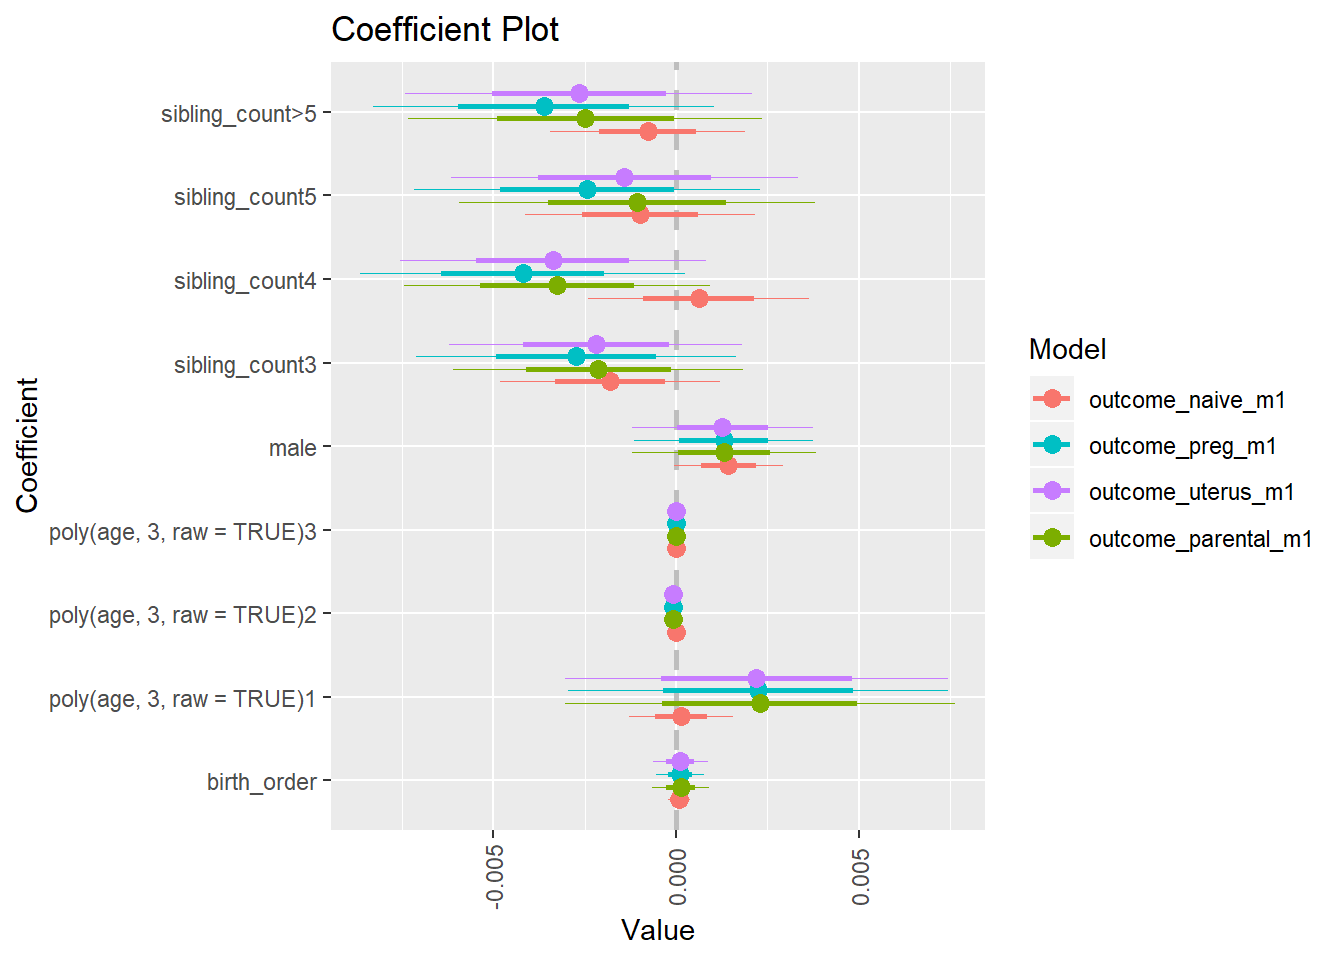 Coefficient Plot
Coefficient
sibling_count>5
sibling_count5
sibling_count4
sibling_count3
male
poly(age, 3, raw = TRUE)3
poly(age, 3, raw = TRUE)2
poly(age, 3, raw = TRUE)1
birth_order
-0.005
0.000
0.005
Value
Model
outcome_naive_m1
outcome_preg_m1
outcome_uterus_m1
outcome_parental_m1